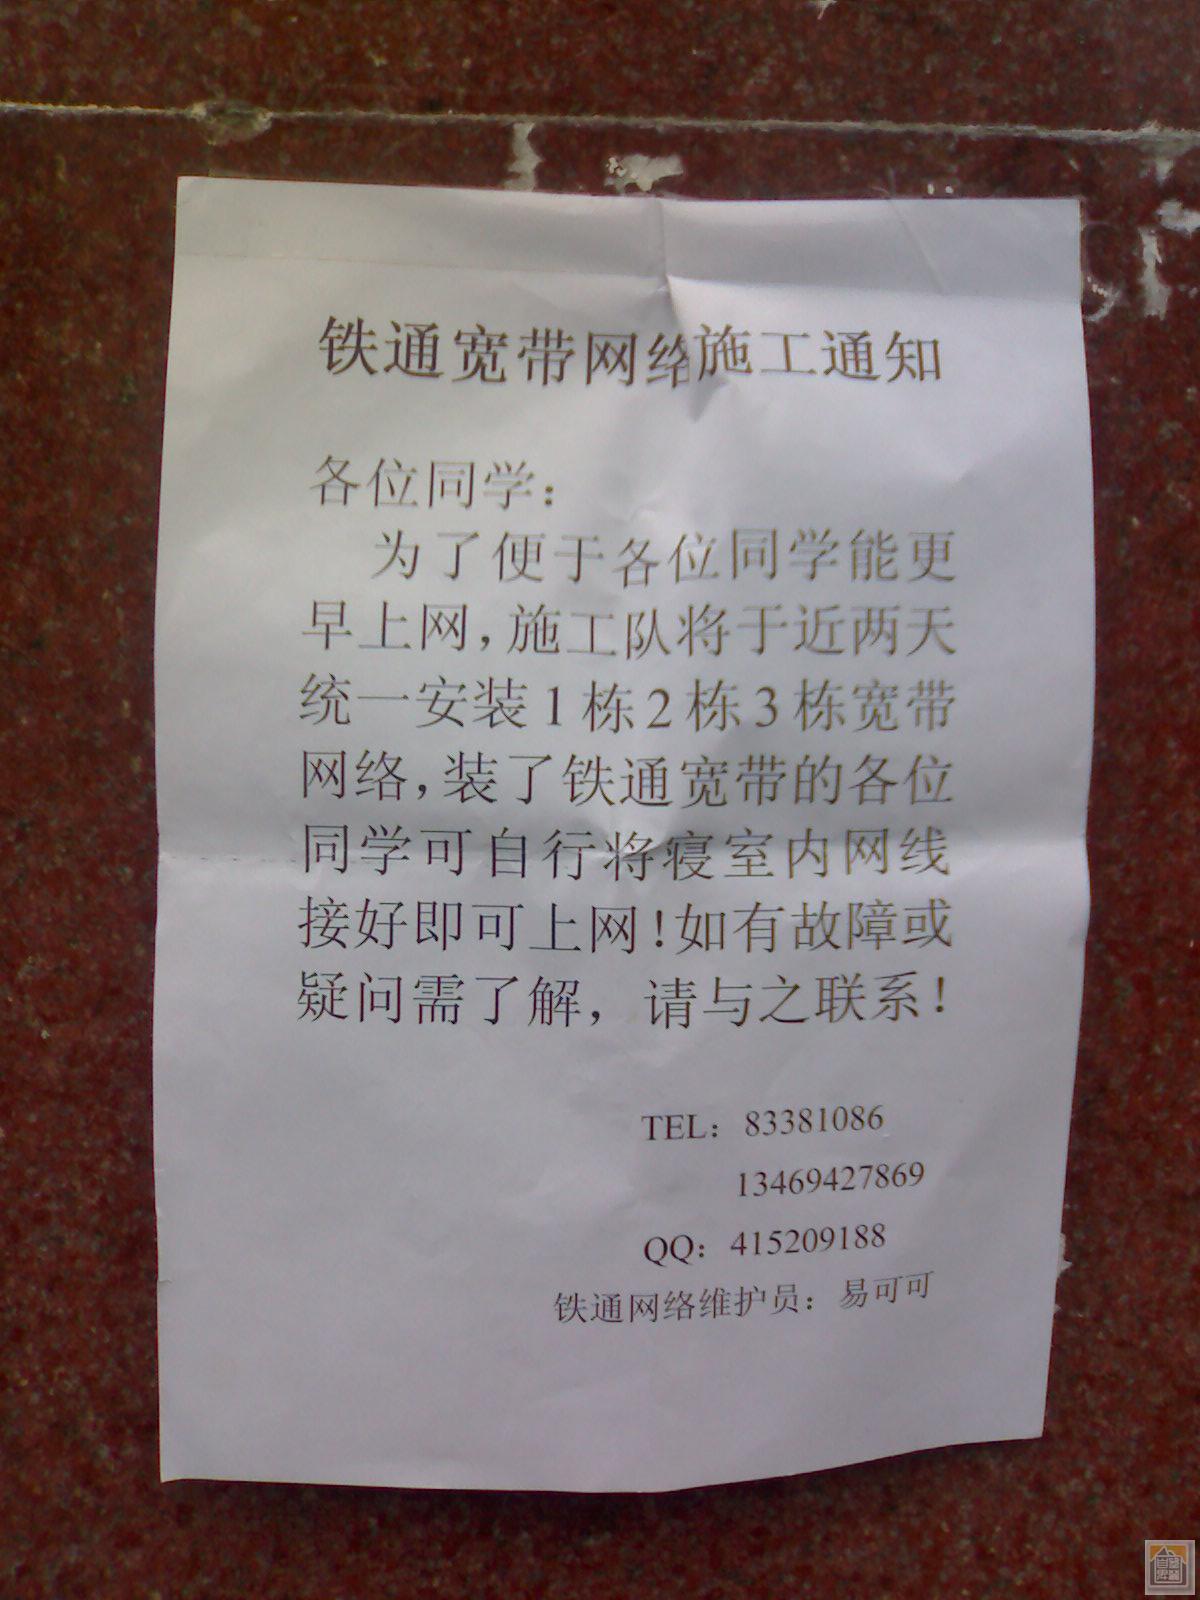 铁通宽带网络施工通知
各位同学：
为了便于各位同学能更
早上网，施工队将于近两天
统一安装1栋2栋3栋宽带
网络，装了铁通宽带的各位
同学可自行将寝室内网线
接好即可上网！如有故障或
疑问需了解，请与之联系！
TEL：83381086
13469427869
QQ：415209188
铁通网络维护员：易可可